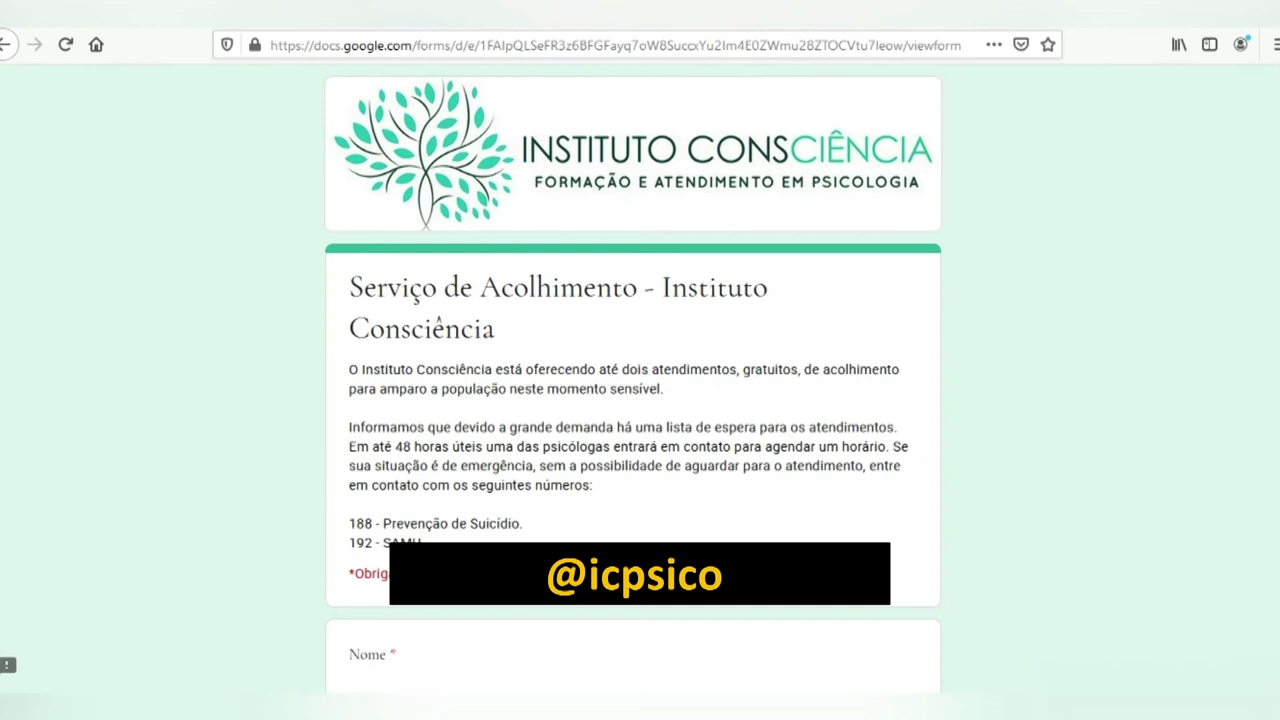 https://docs.google.com/forms/d/e/1FAIpQLSeFR3z6BFGFayq7oW8SuccxYu2Im4E0ZWmu28ZTOCVtu7leow/viewform
INSTITUTO CONSCIÊNCIA
FORMAÇÃO E ATENDIMENTO EM PSICOLOGIA
Serviço de Acolhimento - Instituto
Consciência
O Instituto Consciência está oferecendo até dois atendimentos, gratuitos, de acolhimento
para amparo a população neste momento sensível.
Informamos que devido a grande demanda há uma lista de espera para os atendimentos.
Em até 48 horas úteis uma das psicólogas entrará em contato para agendar um horário. Se
sua situação é de emergência, sem a possibilidade de aguardar para o atendimento, entre
em contato com os seguintes números:
188 - Prevenção de Suicídio.
192 - SAMU
*Obrig
@icpsico
Nome *